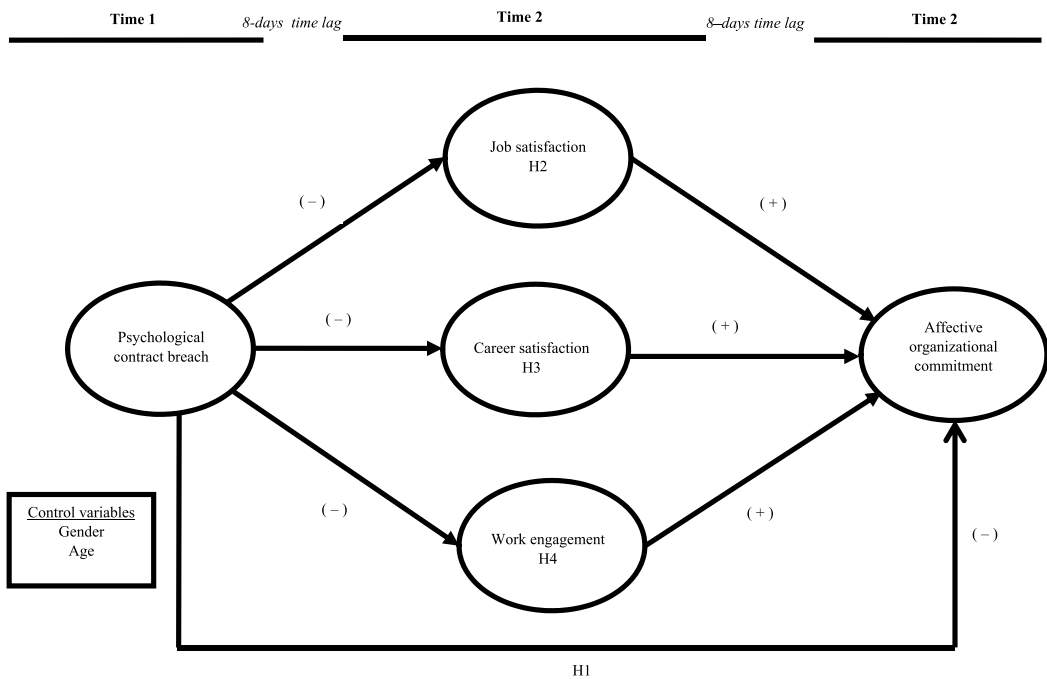 Time 1
8-days time lag
Time 2
8–days time lag
Time 2
Job satisfaction
H2
( – )
( + )
Psychological
contract breach
( – )
Career satisfaction
H3
( + )
Affective
organizational
commitment
Control variables
Gender
Age
( – )
Work engagement
H4
( + )
( – )
H1